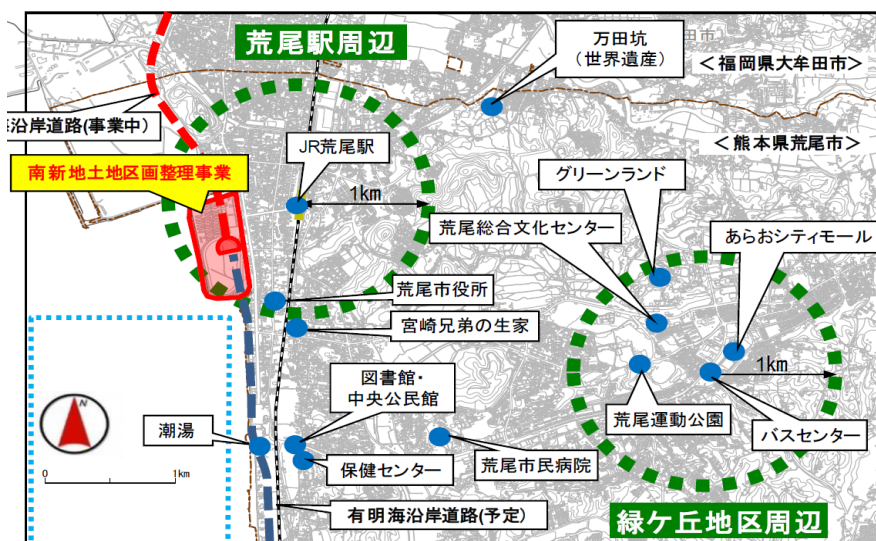 荒尾駅周辺
万田坑
（世界遺産）
＜福岡県大牟田市＞
沿岸道路(事業中)
JR荒尾駅
＜熊本県荒尾市＞
南新地土地区画整理事業
グリーンランド
1km
荒尾総合文化センター
あらおシティモール
荒尾市役所
宮崎兄弟の生家
1km
図書館・
中央公民館
荒尾運動公園
バスセンター
N
潮湯
荒尾市民病院
保健センター
0
1km
有明海沿岸道路(予定)
緑ケ丘地区周辺